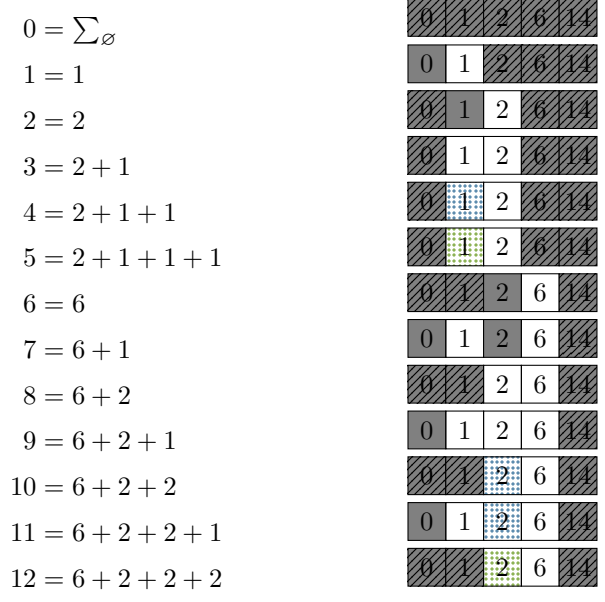 0 = ∑∅ 0 1 2 6 14
1 = 1 0 1 2 6 14
2 = 2 0 1 2 6 14
3 = 2 + 1 0 1 2 6 14
4 = 2 + 1 + 1 0 1 2 6 14
5 = 2 + 1 + 1 + 1 0 1 2 6 14
6 = 6 0 1 2 6 14
7 = 6 + 1 0 1 2 6 14
8 = 6 + 2 0 1 2 6 14
9 = 6 + 2 + 1 0 1 2 6 14
10 = 6 + 2 + 2 0 1 2 6 14
11 = 6 + 2 + 2 + 1 0 1 2 6 14
12 = 6 + 2 + 2 + 2 0 1 2 6 14